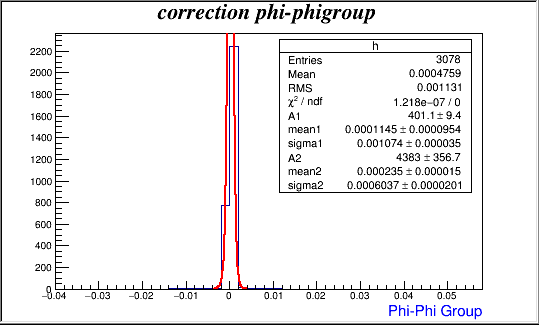 correction phi-phigroup
h
Entries 3078
Mean 0.0004759
RMS 0.001131
χ² / ndf 1.218e−07 / 0
A1 401.1 ± 9.4
mean1 0.0001145 ± 0.0000954
sigma1 0.001074 ± 0.000035
A2 4383 ± 356.7
mean2 0.000235 ± 0.000015
sigma2 0.0006037 ± 0.0000201
2200
2000
1800
1600
1400
1200
1000
800
600
400
200
0
−0.04 −0.03 −0.02 −0.01 0 0.01 0.02 0.03 0.04 0.05
Phi-Phi Group